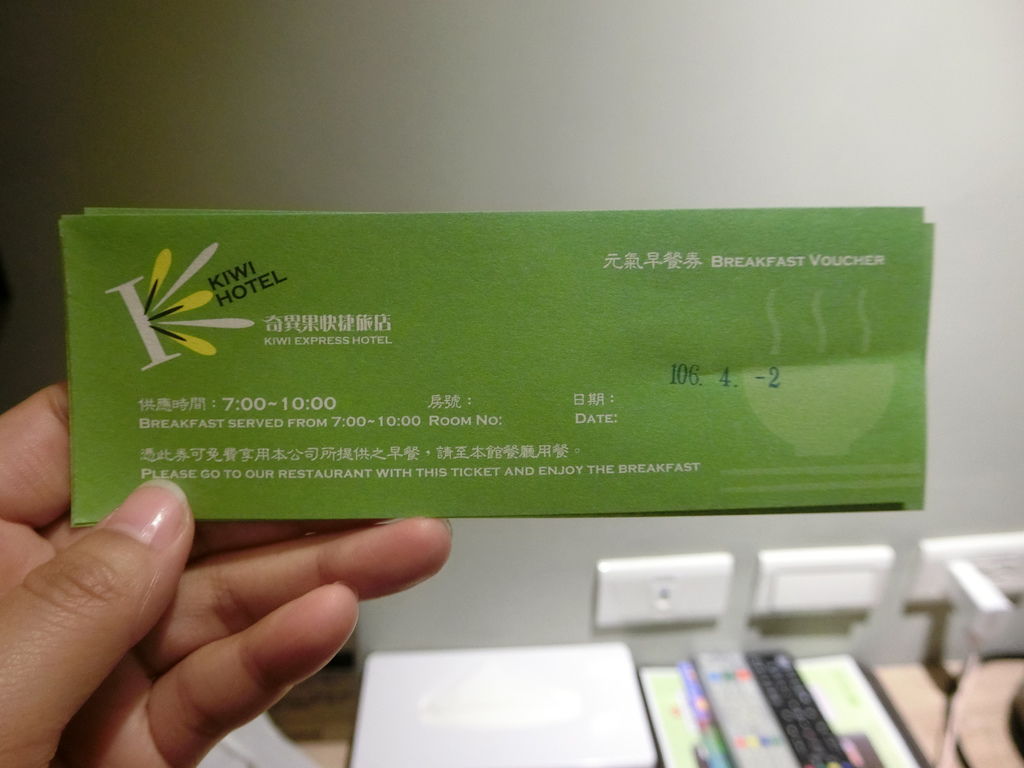 KIWI
HOTEL
奇異果快捷旅店
KIWI EXPRESS HOTEL
元氣早餐券 BREAKFAST VOUCHER
106. 4. -2
供應時間：7:00~10:00 房號： 日期：
BREAKFAST SERVED FROM 7:00~10:00 ROOM NO: DATE:
憑此券可免費享用本公司所提供之早餐，請至本館餐廳用餐。
PLEASE GO TO OUR RESTAURANT WITH THIS TICKET AND ENJOY THE BREAKFAST